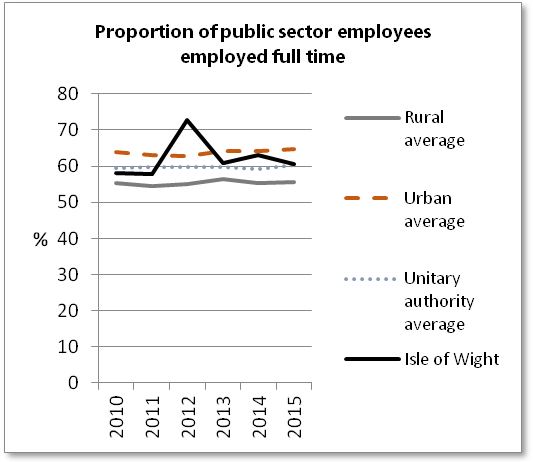 Proportion of public sector employees
employed full time
80
70
60
50
40
30
20
10
0
%
2010
2011
2012
2013
2014
2015
Rural
average
Urban
average
Unitary
authority
average
Isle of Wight